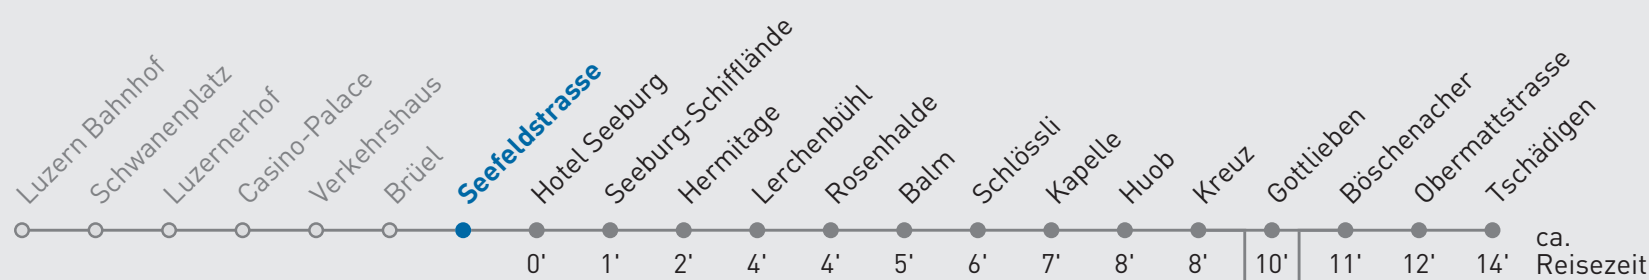 Luzern Bahnhof
Schwanenplatz
Luzernerhof
Casino-Palace
Verkehrshaus
Brüel
Seefeldstrasse
Hotel Seeburg
Seeburg-Schifflände
Hermitage
Lerchenbühl
Rosenhalde
Balm
Schlössli
Kapelle
Huob
Kreuz
Gottlieben
Böschenacher
Obermattstrasse
Tschädigen
0' 1' 2' 4' 4' 5' 6' 7' 8' 8' 10' 11' 12' 14'
ca.
Reisezeit